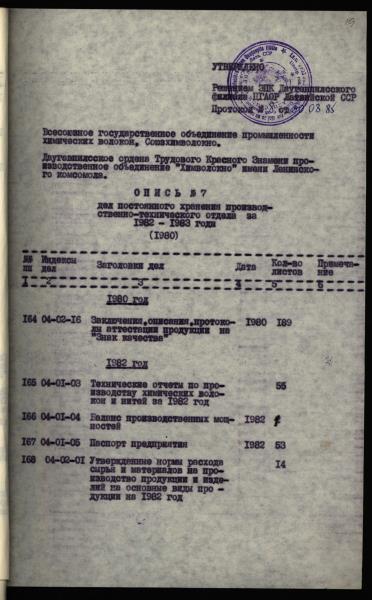 УТВЕРЖДЕНО
Решением ЭПК Даугавпилсского
филиала ЦГАОР Латвийской ССР
Протокол № от 03.86
Всесоюзное государственное объединение промышленности
химических волокон. Союзхимволокно.
Даугавпилсское ордена Трудового Красного Знамени про-
изводственное объединение "Химволокно" имени Ленинско-
го комсомола.
ОПИСЬ № 7
дел постоянного хранения производ-
ственно-технического отдела за
1982 - 1983 годы
(1980)
№№ Индексы Заголовки дел Дата Кол-во Примеча-
пп дел листов ние
1 2 3 4 5 6
1980 год
164 04-02-16 Заключения,описания,протоко- 1980 189
лы аттестации продукции на
"Знак качества"
1982 год
165 04-01-03 Технические отчеты по про- 55
изводству химических воло-
кон и нитей за 1982 год
166 04-01-04 Баланс производственных мощ- 1982
ностей
167 04-01-05 Паспорт предприятия 1982 53
168 04-02-01 Утвержденные нормы расхода 14
сырья и материалов на про-
изводство продукции и изде-
лий на основные виды про-
дукции на 1982 год